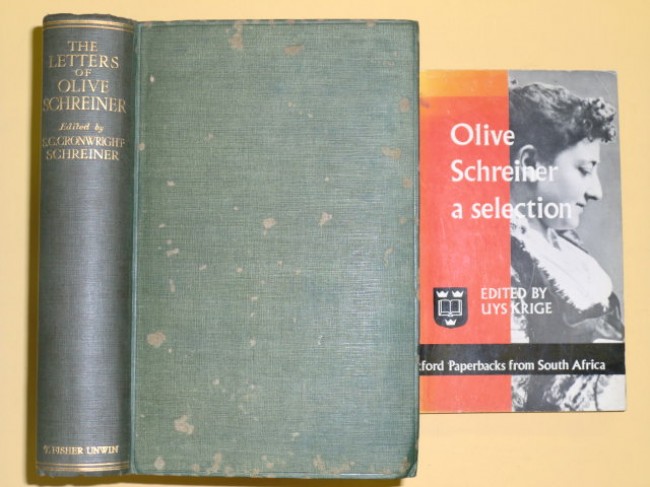 THE
LETTERS
OF
OLIVE
SCHREINER
Edited by
S.C.CRONWRIGHT
SCHREINER
T. FISHER UNWIN
Olive
Schreiner
a selection
EDITED BY
UYS KRIGE
xford Paperbacks from South Africa